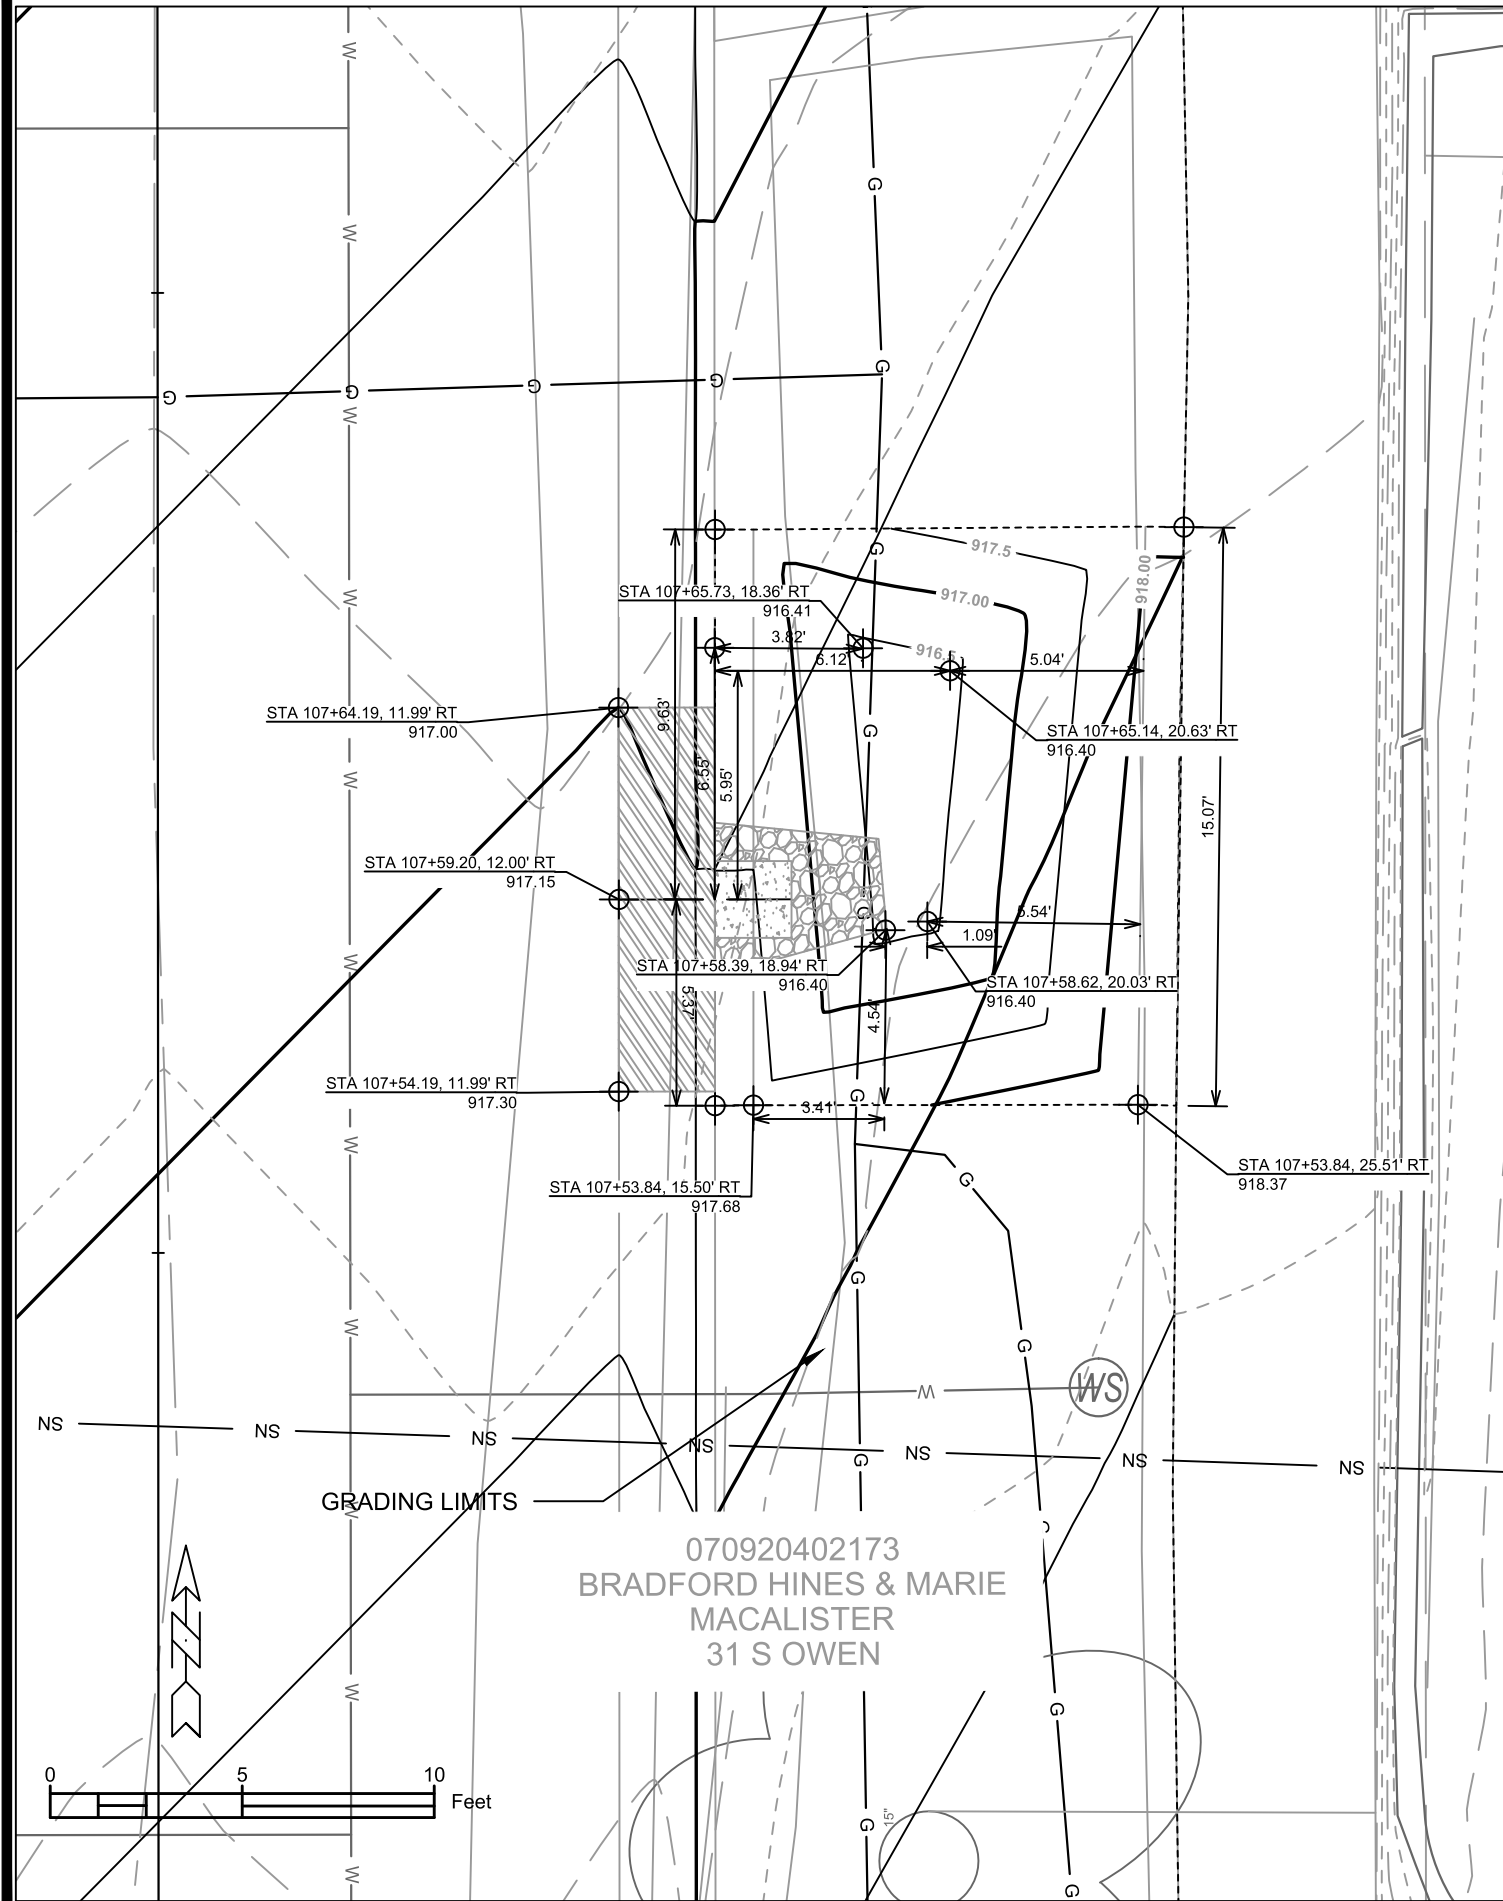 W
W
G
W
G
G
G
G
G
W
G
917.5
918.00
STA 107+65.73, 18.36' RT
916.41
917.00
3.82'
916.5
6.12'
5.04'
STA 107+64.19, 11.99' RT
917.00
9.63'
G
STA 107+65.14, 20.63' RT
916.40
W
6.55'
5.95'
15.07'
STA 107+59.20, 12.00' RT
917.15
G
5.54'
1.09'
W
STA 107+58.39, 18.94' RT
916.40
STA 107+58.62, 20.03' RT
916.40
5.37'
4.54'
STA 107+54.19, 11.99' RT
917.30
G
3.41'
W
STA 107+53.84, 25.51' RT
918.37
STA 107+53.84, 15.50' RT
917.68
G
G
W
G
W
WS
NS
NS
NS
NS
NS
NS
NS
G
GRADING LIMITS
W
G
070920402173
BRADFORD HINES & MARIE
MACALISTER
31 S OWEN
N
W
G
0 5 10
Feet
G
15"
W
G